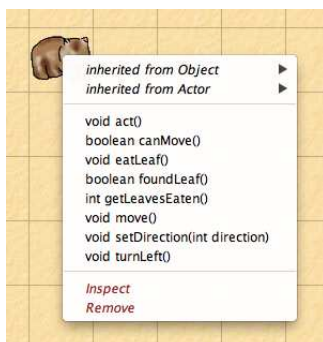 inherited from Object
inherited from Actor
void act()
boolean canMove()
void eatLeaf()
boolean foundLeaf()
int getLeavesEaten()
void move()
void setDirection(int direction)
void turnLeft()
Inspect
Remove